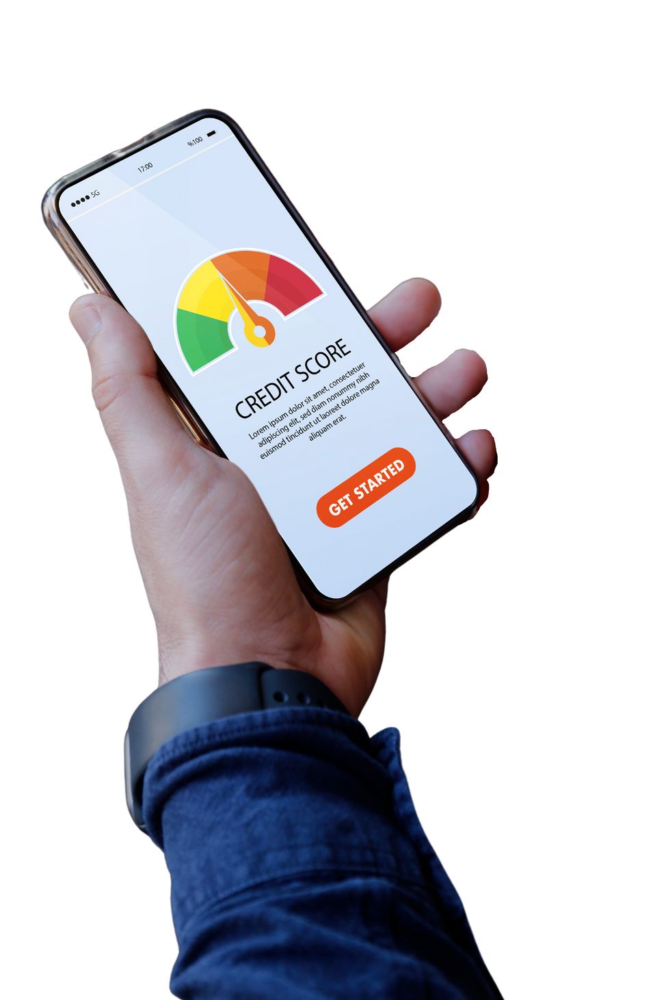 5G 17:00 %100
CREDIT SCORE
Lorem ipsum dolor sit amet, consectetuer
adipiscing elit, sed diam nonummy nibh
euismod tincidunt ut laoreet dolore magna
aliquam erat.
GET STARTED